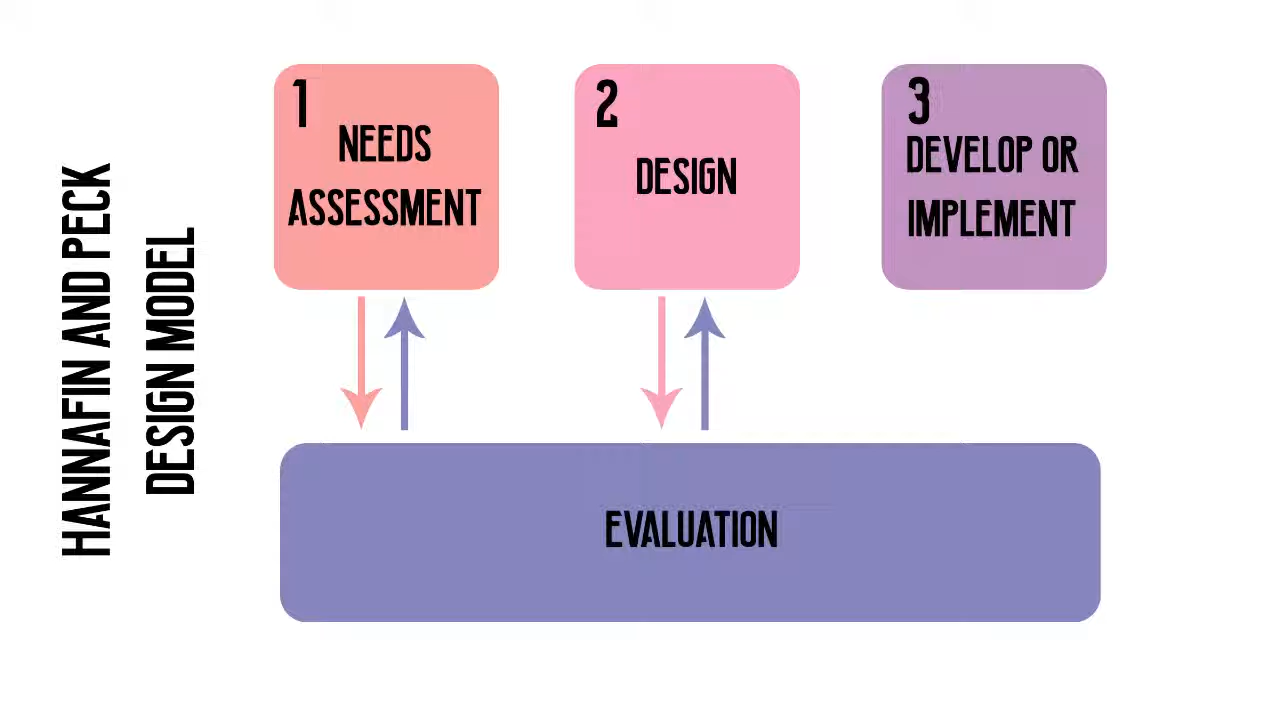 HANNAFIN AND PECK
DESIGN MODEL
1
NEEDS
ASSESSMENT
2
DESIGN
3
DEVELOP OR
IMPLEMENT
EVALUATION